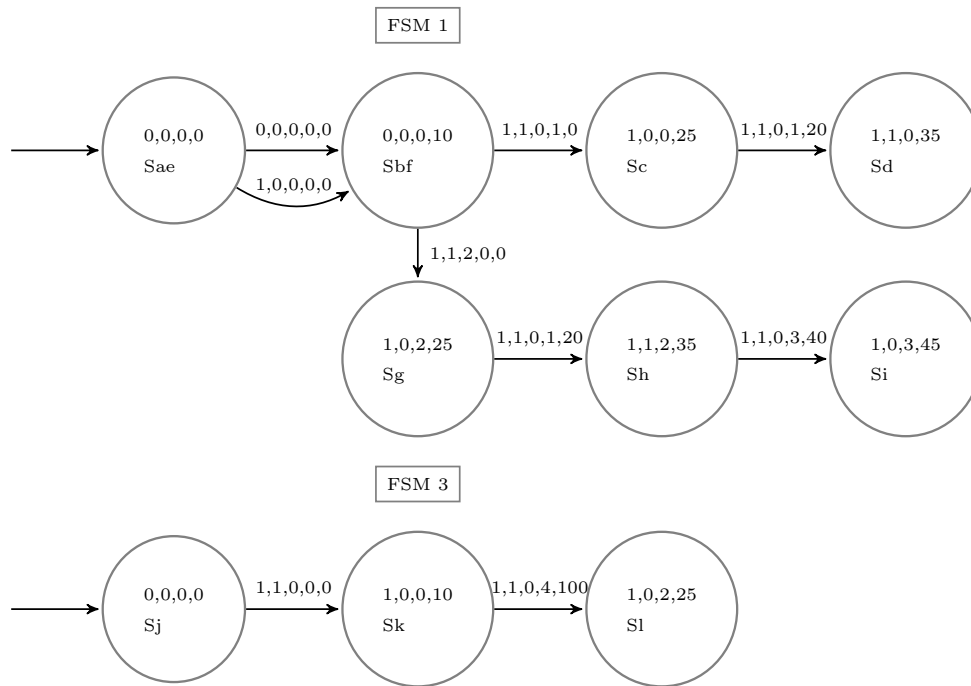 FSM 1
0,0,0,0
Sae
0,0,0,0,0
1,0,0,0,0
0,0,0,10
Sbf
1,1,0,1,0
1,0,0,25
Sc
1,1,0,1,20
1,1,0,35
Sd
1,1,2,0,0
1,0,2,25
Sg
1,1,0,1,20
1,1,2,35
Sh
1,1,0,3,40
1,0,3,45
Si
FSM 3
0,0,0,0
Sj
1,1,0,0,0
1,0,0,10
Sk
1,1,0,4,100
1,0,2,25
Sl